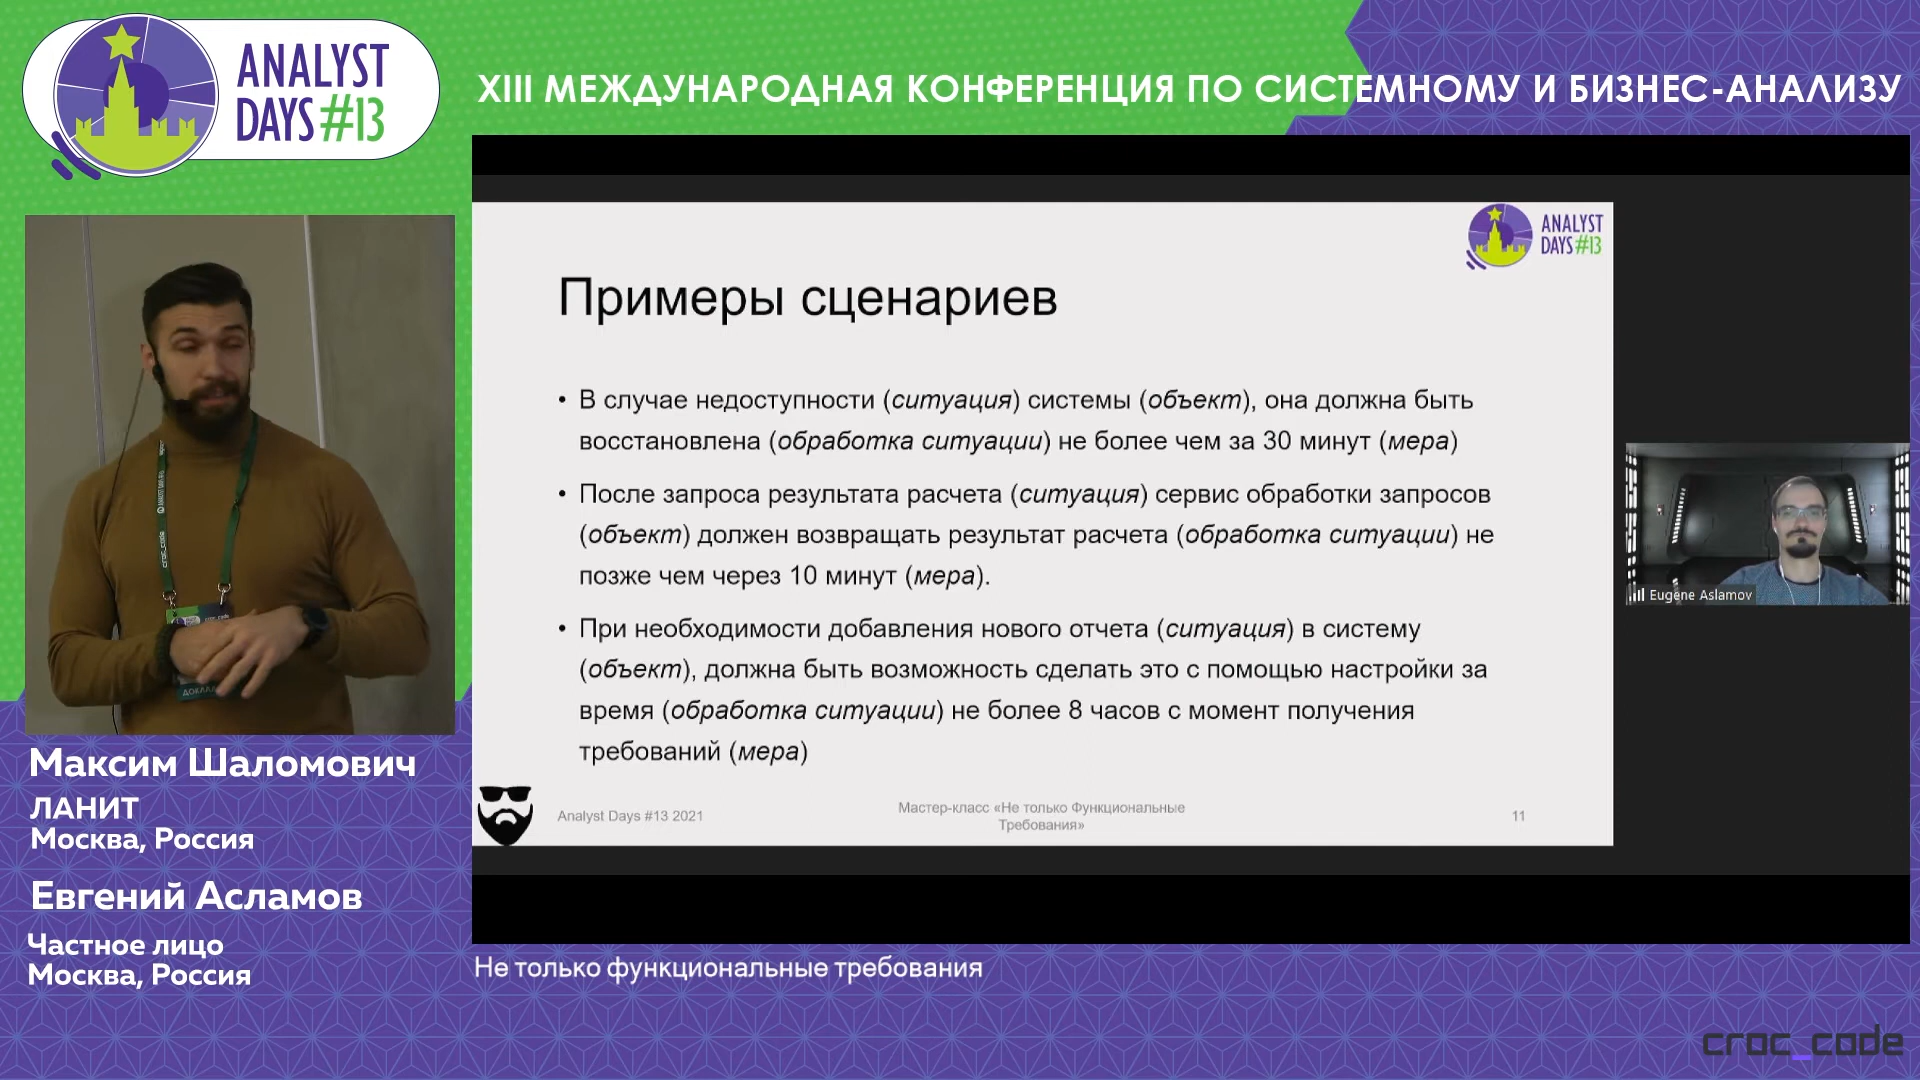 ANALYST
DAYS #13
XIII МЕЖДУНАРОДНАЯ КОНФЕРЕНЦИЯ ПО СИСТЕМНОМУ И БИЗНЕС-АНАЛИЗУ
ANALYST
DAYS #13
Примеры сценариев
• В случае недоступности (ситуация) системы (объект), она должна быть
восстановлена (обработка ситуации) не более чем за 30 минут (мера)
• После запроса результата расчета (ситуация) сервис обработки запросов
(объект) должен возвращать результат расчета (обработка ситуации) не
позже чем через 10 минут (мера).
• При необходимости добавления нового отчета (ситуация) в систему
(объект), должна быть возможность сделать это с помощью настройки за
время (обработка ситуации) не более 8 часов с момент получения
требований (мера)
Analyst Days #13 2021
Мастер-класс «Не только Функциональные
Требования»
11
Eugene Aslamov
Максим Шаломович
ЛАНИТ
Москва, Россия
Евгений Асламов
Частное лицо
Москва, Россия
Не только функциональные требования
croc_code